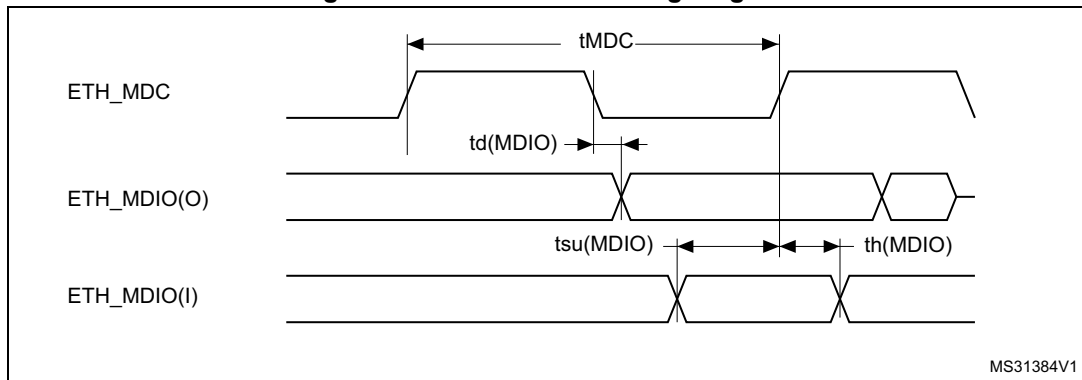 tMDC
ETH_MDC
td(MDIO)
ETH_MDIO(O)
tsu(MDIO)
th(MDIO)
ETH_MDIO(I)
MS31384V1